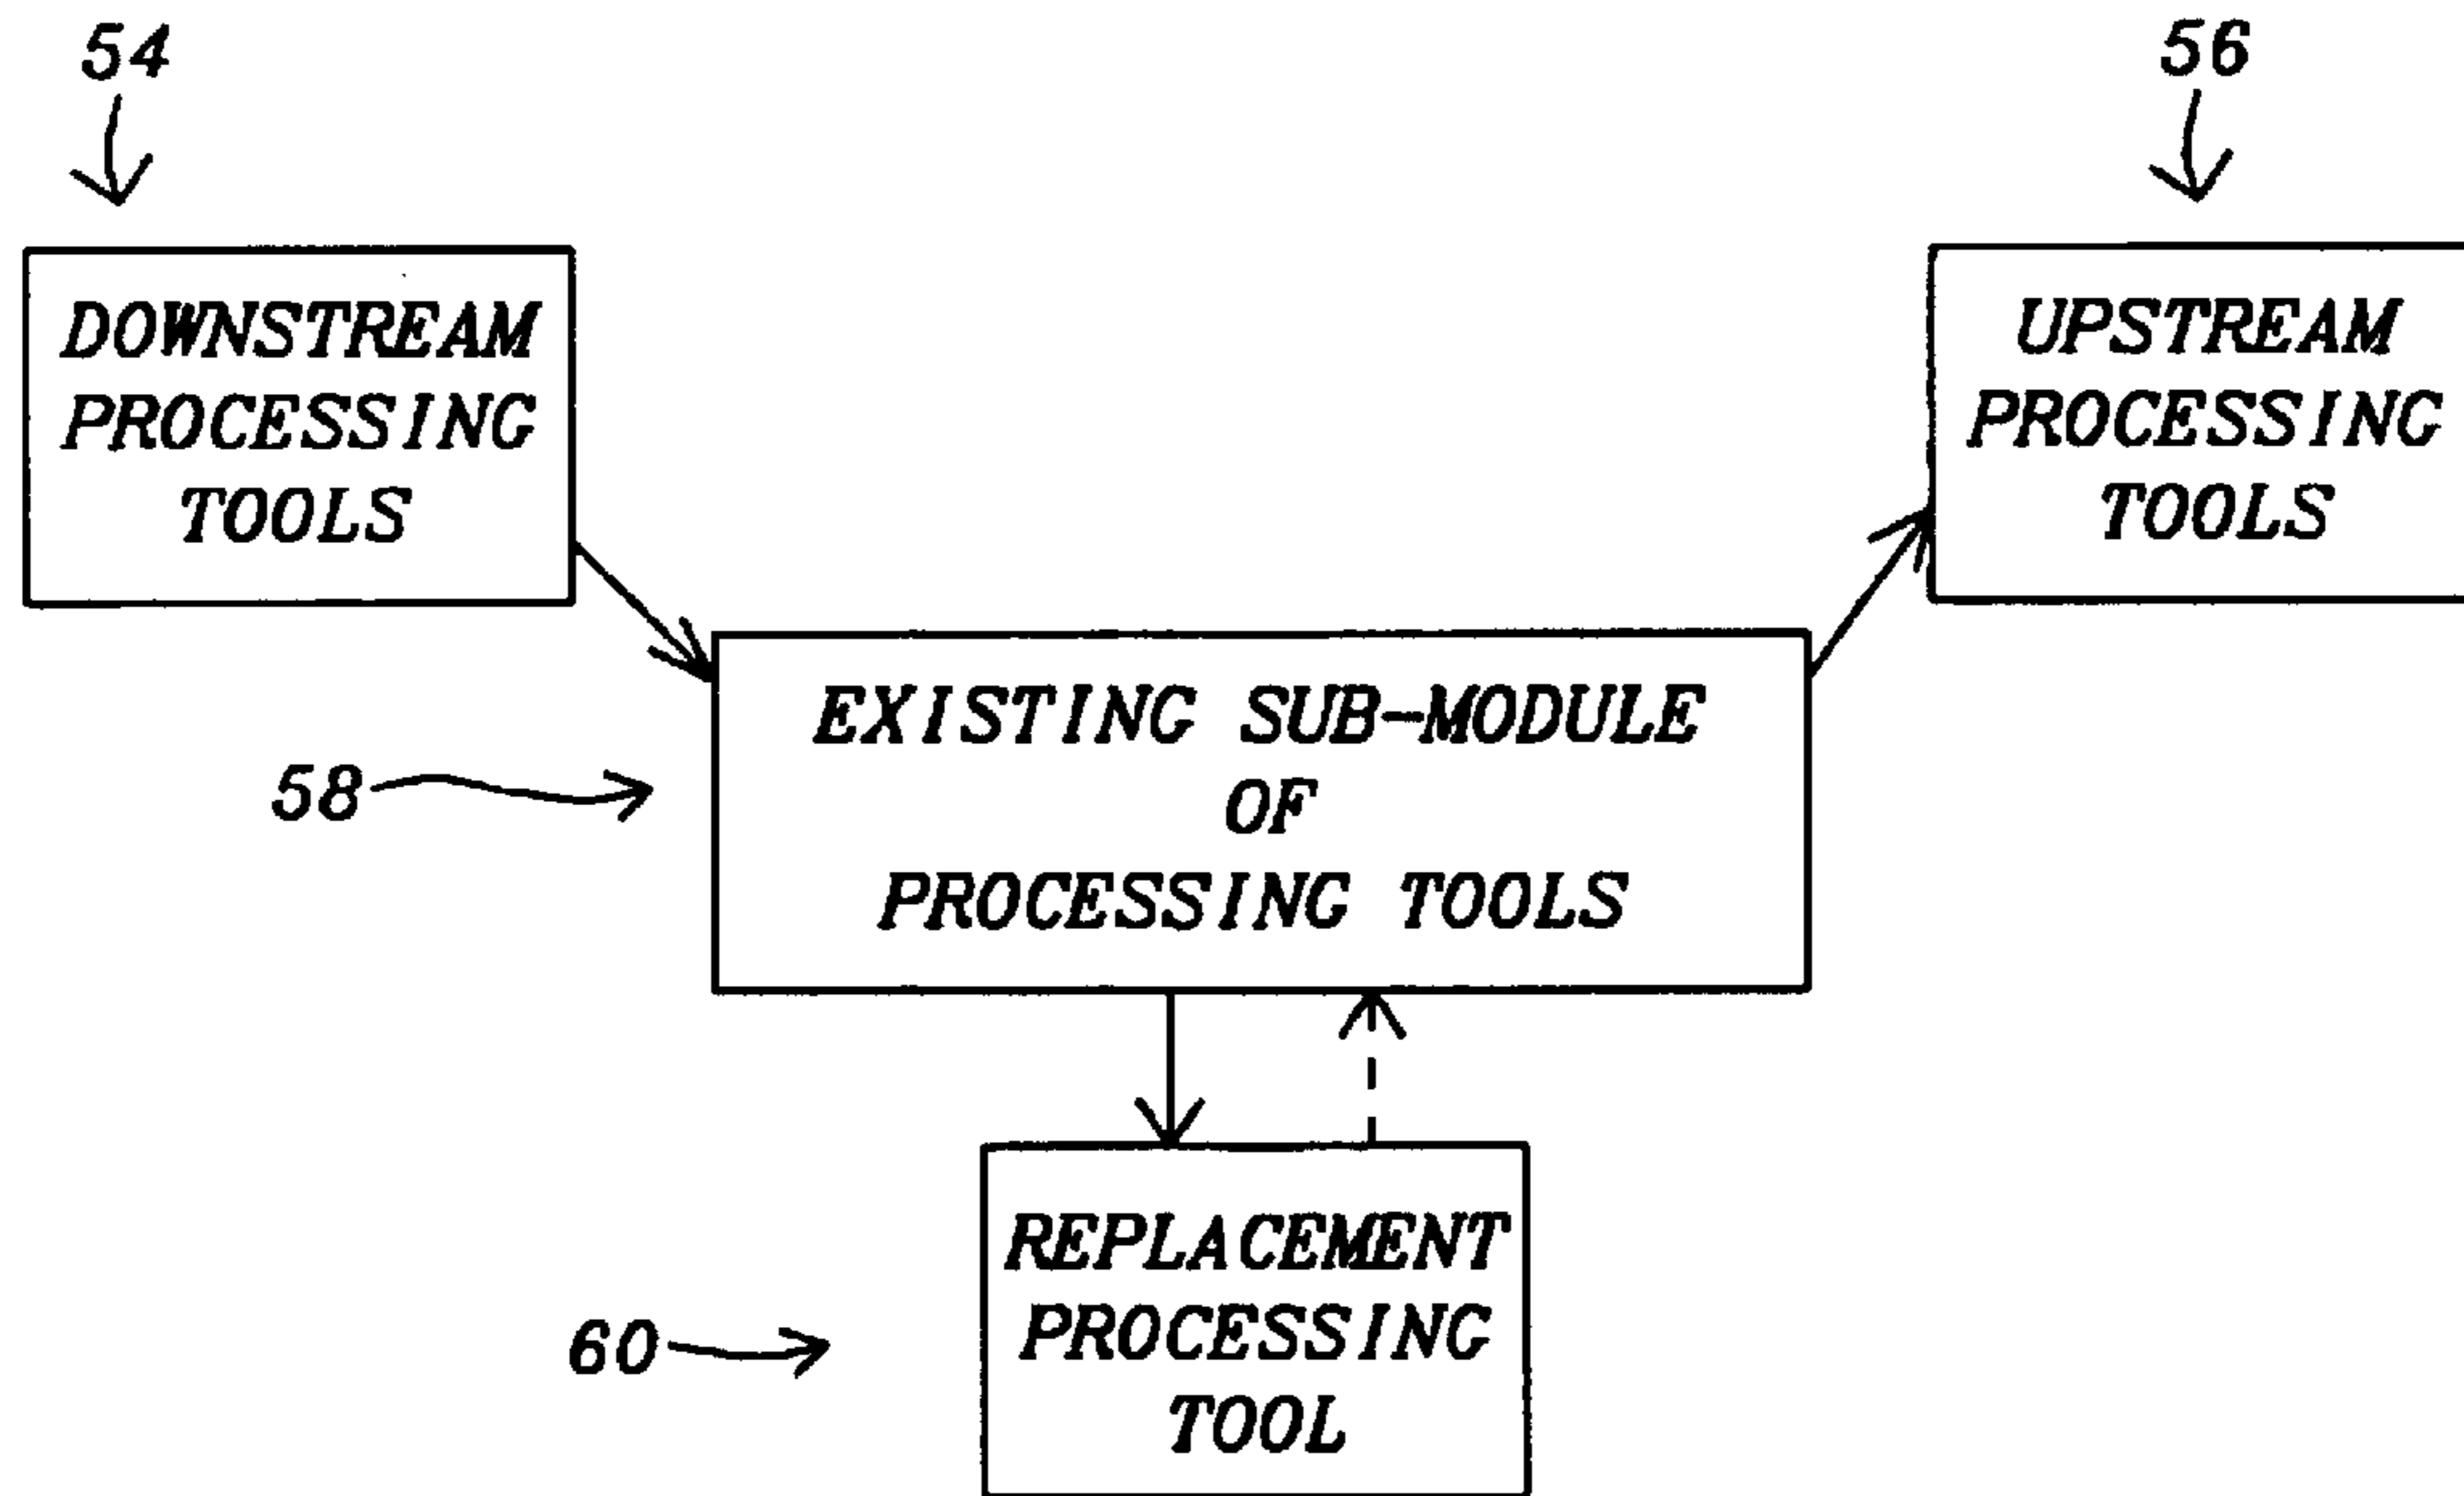 54
56
DOWNSTREAM
PROCESSING
TOOLS
UPSTREAM
PROCESSING
TOOLS
EXISTING SUB-MODULE
OF
PROCESSING TOOLS
58
REPLACEMENT
PROCESSING
TOOL
60